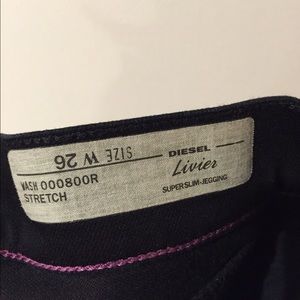 SIZE W 26
WASH 000800R
STRETCH
DIESEL
Livier
SUPERSLIM-JEGGING